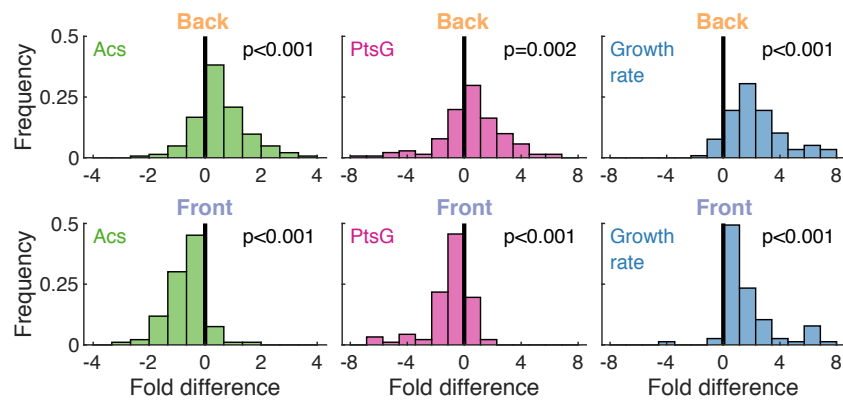 Back Back Back
0.5
Acs p<0.001 PtsG p=0.002 Growth rate p<0.001
Frequency
0.25
0
-4 -2 0 2 4 -8 -4 0 4 8 -8 -4 0 4 8
Front Front Front
0.5
Acs p<0.001 PtsG p<0.001 Growth rate p<0.001
Frequency
0.25
0
-4 -2 0 2 4 -8 -4 0 4 8 -8 -4 0 4 8
Fold difference Fold difference Fold difference